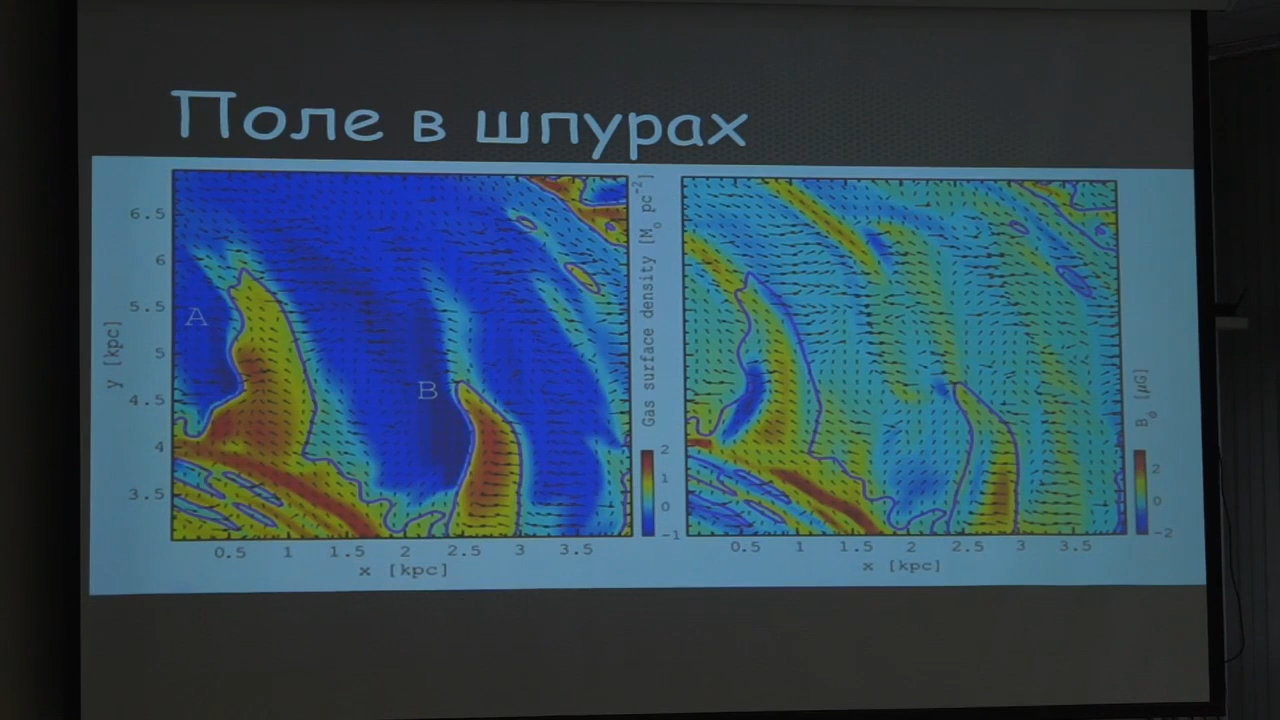 Поле в шпурах
6.5
6
5.5
5
4.5
4
3.5
y [kpc]
A
B
0.5 1 1.5 2 2.5 3 3.5
x [kpc]
Gas surface density [M⊙ pc⁻²]
2
1
0
-1
0.5 1 1.5 2 2.5 3 3.5
x [kpc]
[μG]
2
0
-2